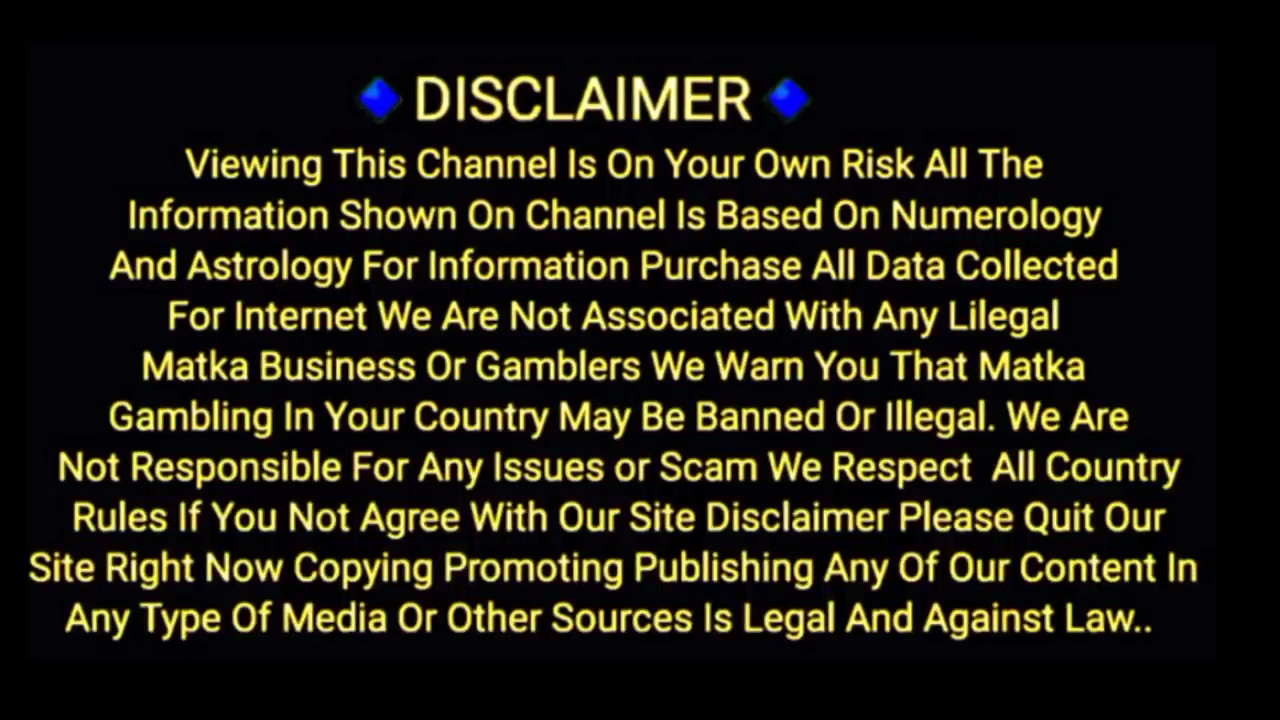 DISCLAIMER
Viewing This Channel Is On Your Own Risk All The
Information Shown On Channel Is Based On Numerology
And Astrology For Information Purchase All Data Collected
For Internet We Are Not Associated With Any Lilegal
Matka Business Or Gamblers We Warn You That Matka
Gambling In Your Country May Be Banned Or Illegal. We Are
Not Responsible For Any Issues or Scam We Respect  All Country
Rules If You Not Agree With Our Site Disclaimer Please Quit Our
Site Right Now Copying Promoting Publishing Any Of Our Content In
Any Type Of Media Or Other Sources Is Legal And Against Law..